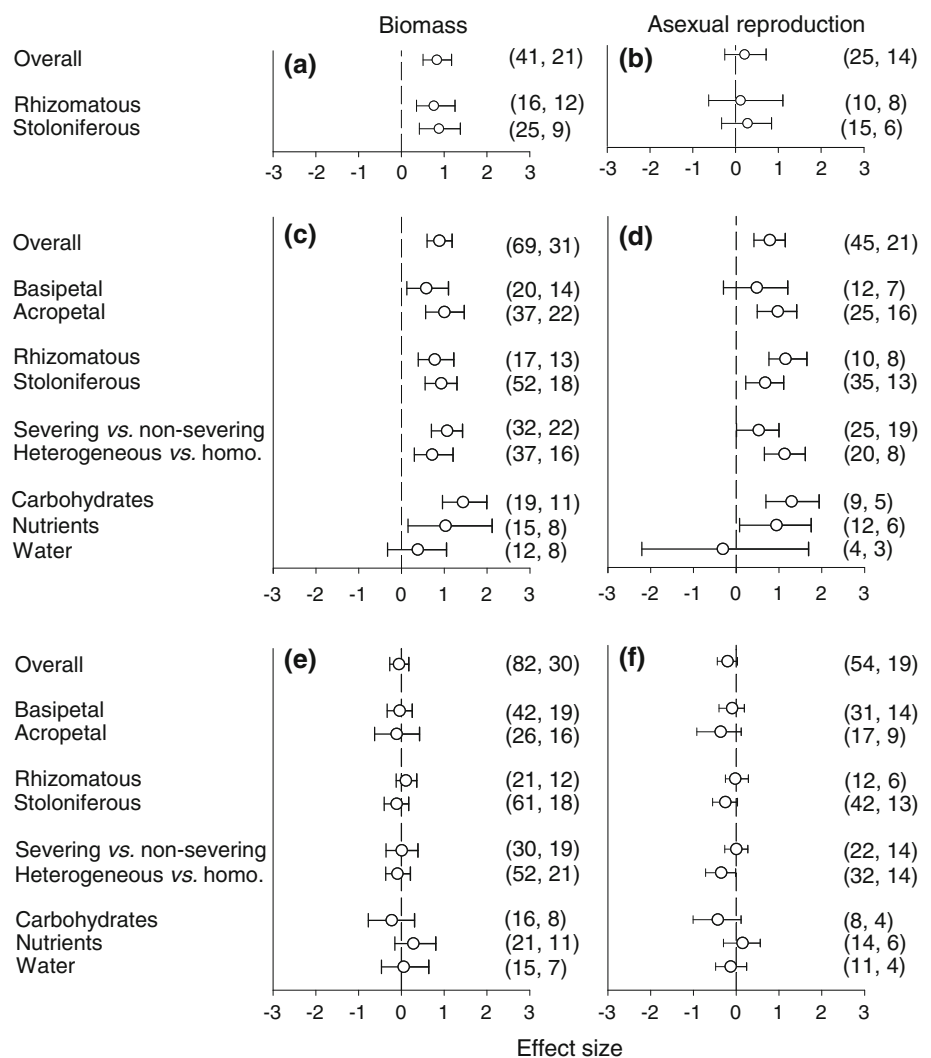 Biomass Asexual reproduction
Overall (a) (41, 21) (b) (25, 14)
Rhizomatous (16, 12) (10, 8)
Stoloniferous (25, 9) (15, 6)
-3 -2 -1 0 1 2 3 -3 -2 -1 0 1 2 3
Overall (c) (69, 31) (d) (45, 21)
Basipetal (20, 14) (12, 7)
Acropetal (37, 22) (25, 16)
Rhizomatous (17, 13) (10, 8)
Stoloniferous (52, 18) (35, 13)
Severing vs. non-severing (32, 22) (25, 19)
Heterogeneous vs. homo. (37, 16) (20, 8)
Carbohydrates (19, 11) (9, 5)
Nutrients (15, 8) (12, 6)
Water (12, 8) (4, 3)
-3 -2 -1 0 1 2 3 -3 -2 -1 0 1 2 3
Overall (e) (82, 30) (f) (54, 19)
Basipetal (42, 19) (31, 14)
Acropetal (26, 16) (17, 9)
Rhizomatous (21, 12) (12, 6)
Stoloniferous (61, 18) (42, 13)
Severing vs. non-severing (30, 19) (22, 14)
Heterogeneous vs. homo. (52, 21) (32, 14)
Carbohydrates (16, 8) (8, 4)
Nutrients (21, 11) (14, 6)
Water (15, 7) (11, 4)
-3 -2 -1 0 1 2 3 -3 -2 -1 0 1 2 3
Effect size